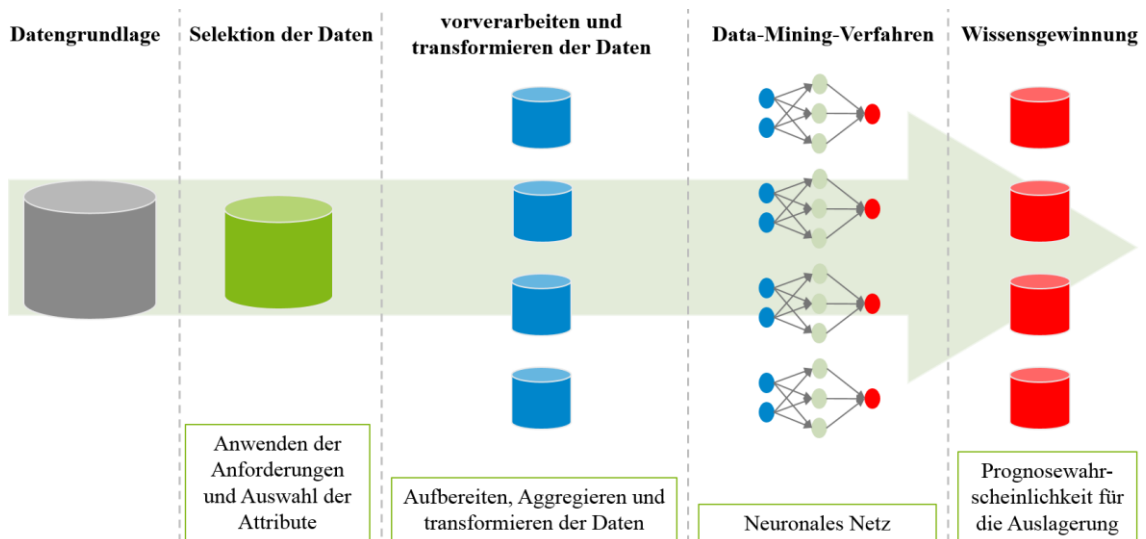 Datengrundlage
Selektion der Daten
vorverarbeiten und
transformieren der Daten
Data-Mining-Verfahren
Wissensgewinnung
Anwenden der
Anforderungen
und Auswahl der
Attribute
Aufbereiten, Aggregieren und
transformieren der Daten
Neuronales Netz
Prognosewahr-
scheinlichkeit für
die Auslagerung